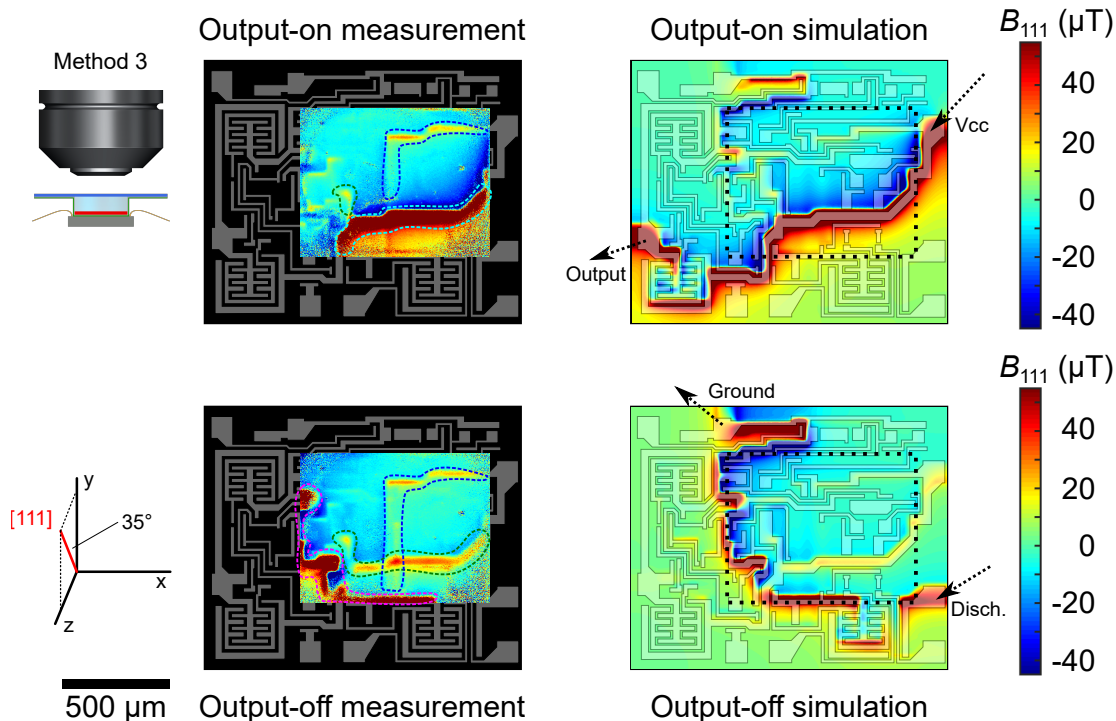 Output-on measurement
Output-on simulation
B111 (µT)
Method 3
40
20
0
-20
-40
Vcc
Output
B111 (µT)
Ground
40
20
0
-20
-40
y
[111]
35°
x
z
Disch.
500 µm
Output-off measurement
Output-off simulation